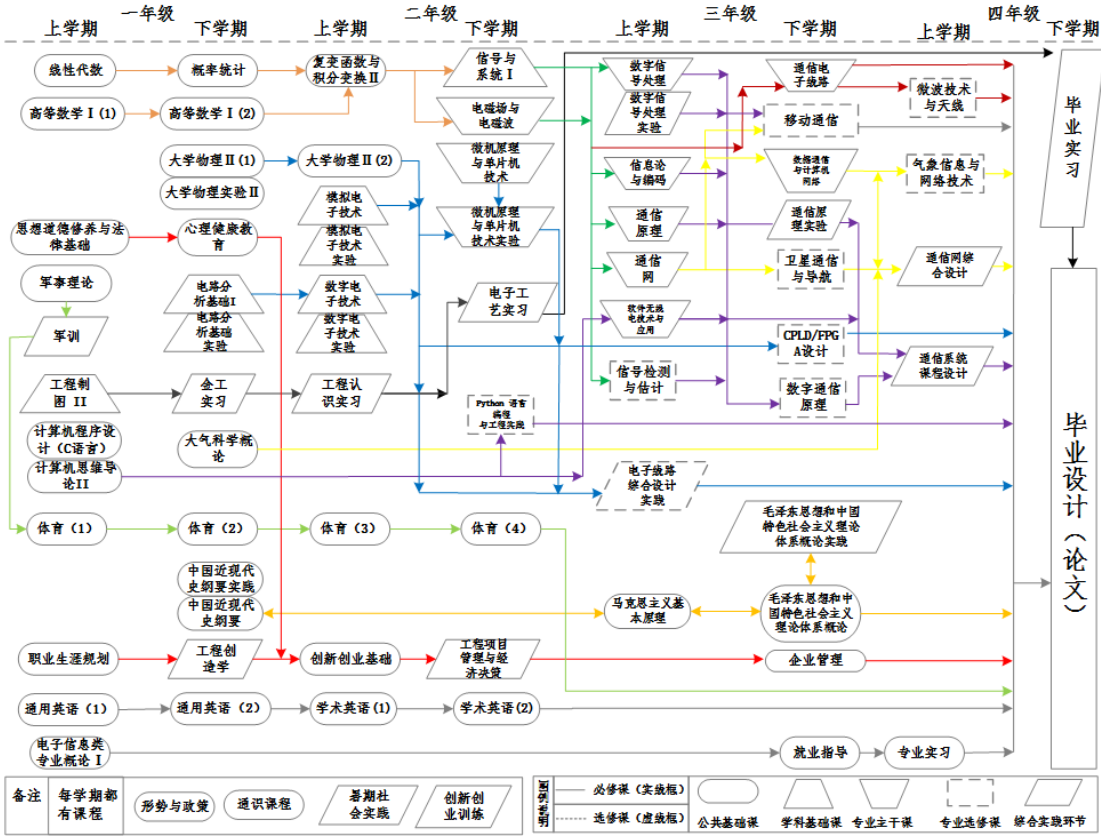 一年级
二年级
三年级
四年级
上学期
下学期
上学期
下学期
上学期
下学期
上学期
下学期
线性代数
概率统计
复变函数与
积分变换Ⅱ
信号与
系统Ⅰ
数字信
号处理
通信电
子线路
微波技术
与天线
毕业实习
高等数学Ⅰ(1)
高等数学Ⅰ(2)
电磁场与
电磁波
数字信
号处理
实验
移动通信
大学物理Ⅱ(1)
大学物理Ⅱ(2)
微机原理
与单片机
技术
信息论
与编码
数据通信
与计算机
网络
气象信息与
网络技术
大学物理实验Ⅱ
模拟电
子技术
微机原理
与单片机
技术实验
通信
原理
通信原
理实验
思想道德修养与法
律基础
心理健康教
育
模拟电
子技术
实验
通信
网
卫星通信
与导航
通信网综
合设计
军事理论
电路分
析基础Ⅰ
数字电
子技术
电子工
艺实习
军训
电路分
析基础
实验
数字电
子技术
实验
软件无线
电技术与
应用
CPLD/FPG
A设计
通信系统
课程设计
工程制
图 II
金工
实习
工程认
识实习
信号检测
与估计
数字通信
原理
Python 语言
编程
与工程实践
计算机程序设
计（C语言）
大气科学概
论
计算机思维导
论II
电子线路
综合设计
实践
毕业设计（论文）
体育（1）
体育（2）
体育（3）
体育（4）
毛泽东思想和中国
特色社会主义理论
体系概论实践
中国近现代
史纲要实践
中国近现代
史纲要
马克思主义基
本原理
毛泽东思想和中
国特色社会主义
理论体系概论
职业生涯规划
工程创
造学
创新创业基础
工程项目
管理与经
济决策
企业管理
通用英语（1）
通用英语（2）
学术英语(1)
学术英语(2)
电子信息类
专业概论Ⅰ
就业指导
专业实习
备注
每学期都
有课程
形势与政策
通识课程
暑期社
会实践
创新创
业训练
必修课（实线框）
选修课（虚线框）
公共基础课
学科基础课
专业主干课
专业选修课
综合实践环节